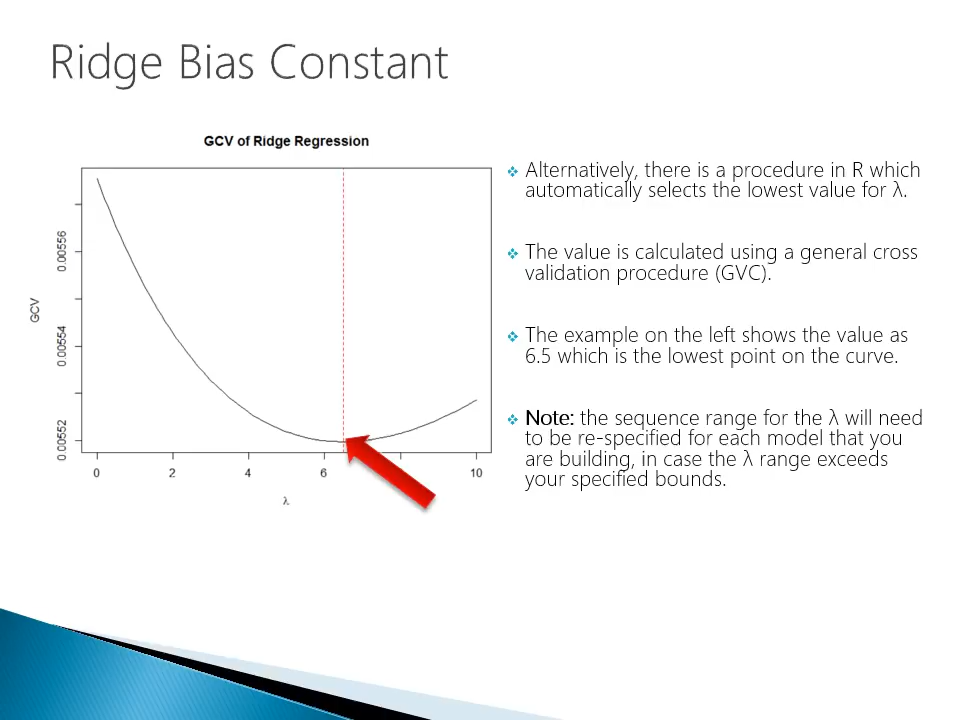 Ridge Bias Constant
GCV of Ridge Regression
❖ Alternatively, there is a procedure in R which
automatically selects the lowest value for λ.
❖ The value is calculated using a general cross
validation procedure (GVC).
❖ The example on the left shows the value as
6.5 which is the lowest point on the curve.
❖ Note: the sequence range for the λ will need
to be re-specified for each model that you
are building, in case the λ range exceeds
your specified bounds.
GCV
0.00556
0.00554
0.00552
0 2 4 6 10
λ